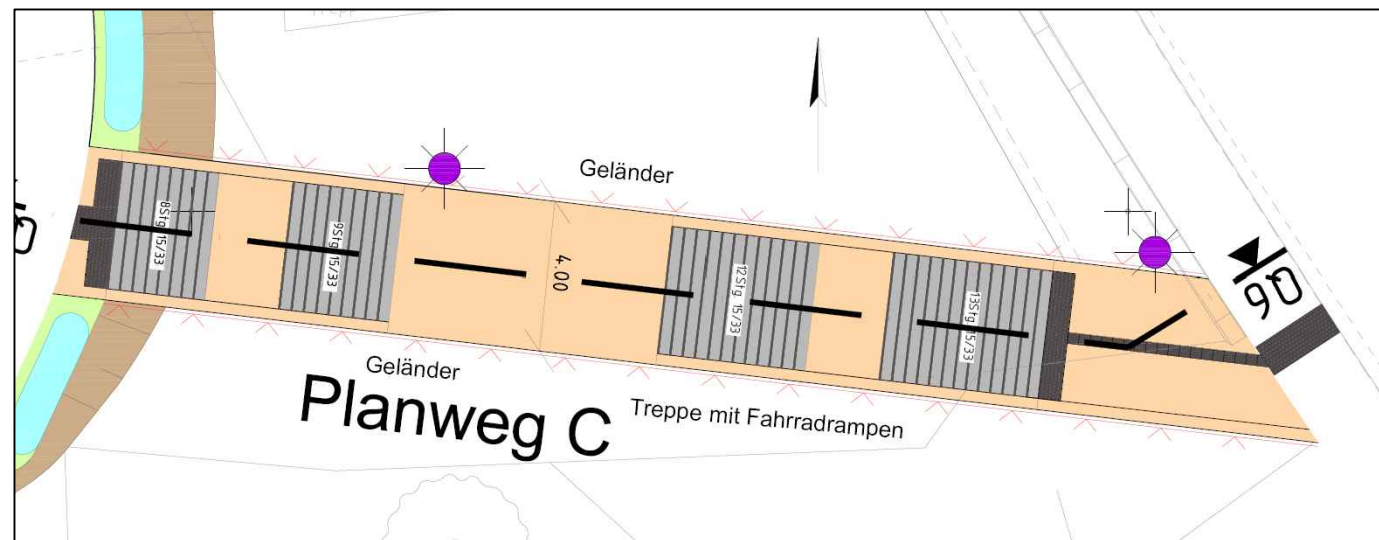 Trepp
Geländer
8Stg 15/33
9Stg 15/33
4.00
12Stg. 15/33
13Stg 15/33
Q6
Geländer
Planweg C
Treppe mit Fahrradrampen